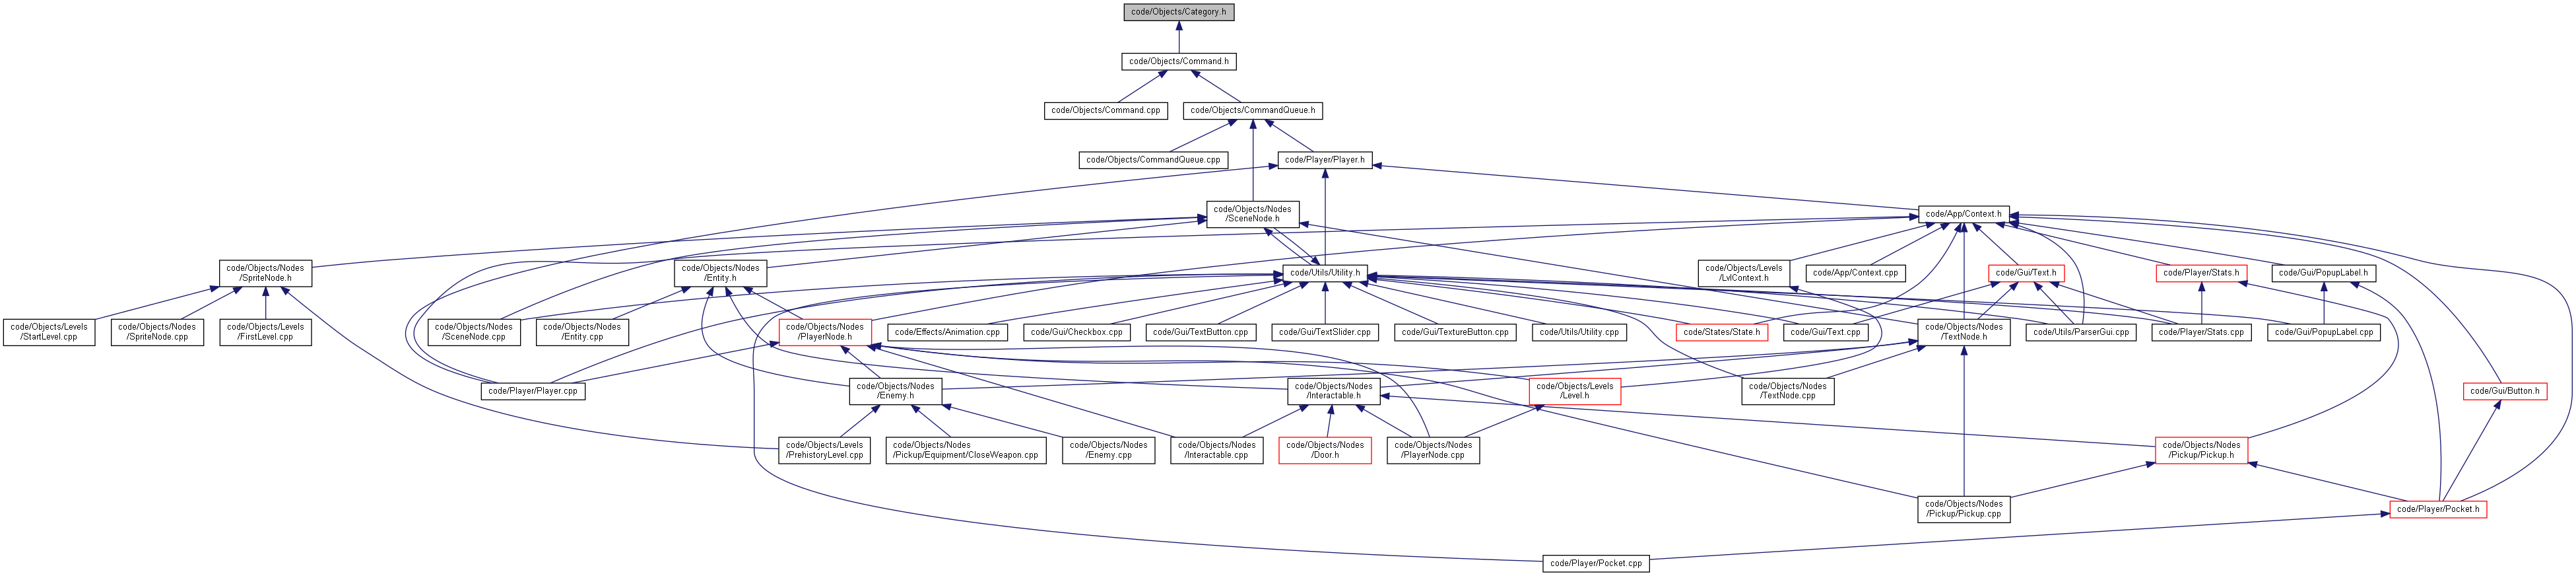 code/Objects/Category.h
code/Objects/Command.h
code/Objects/Command.cpp
code/Objects/CommandQueue.h
code/Objects/CommandQueue.cpp
code/Player/Player.h
code/Objects/Nodes
/SceneNode.h
code/App/Context.h
code/Objects/Nodes
/SpriteNode.h
code/Objects/Nodes
/Entity.h
code/Utils/Utility.h
code/Objects/Levels
/LvlContext.h
code/App/Context.cpp
code/Gui/Text.h
code/Player/Stats.h
code/Gui/PopupLabel.h
code/Objects/Levels
/StartLevel.cpp
code/Objects/Nodes
/SpriteNode.cpp
code/Objects/Levels
/FirstLevel.cpp
code/Objects/Nodes
/SceneNode.cpp
code/Objects/Nodes
/Entity.cpp
code/Objects/Nodes
/PlayerNode.h
code/Effects/Animation.cpp
code/Gui/Checkbox.cpp
code/Gui/TextButton.cpp
code/Gui/TextSlider.cpp
code/Gui/TextureButton.cpp
code/Utils/Utility.cpp
code/States/State.h
code/Gui/Text.cpp
code/Objects/Nodes
/TextNode.h
code/Utils/ParserGui.cpp
code/Player/Stats.cpp
code/Gui/PopupLabel.cpp
code/Player/Player.cpp
code/Objects/Nodes
/Enemy.h
code/Objects/Nodes
/Interactable.h
code/Objects/Levels
/Level.h
code/Objects/Nodes
/TextNode.cpp
code/Gui/Button.h
code/Objects/Levels
/PrehistoryLevel.cpp
code/Objects/Nodes
/Pickup/Equipment/CloseWeapon.cpp
code/Objects/Nodes
/Enemy.cpp
code/Objects/Nodes
/Interactable.cpp
code/Objects/Nodes
/Door.h
code/Objects/Nodes
/PlayerNode.cpp
code/Objects/Nodes
/Pickup/Pickup.h
code/Objects/Nodes
/Pickup/Pickup.cpp
code/Player/Pocket.h
code/Player/Pocket.cpp